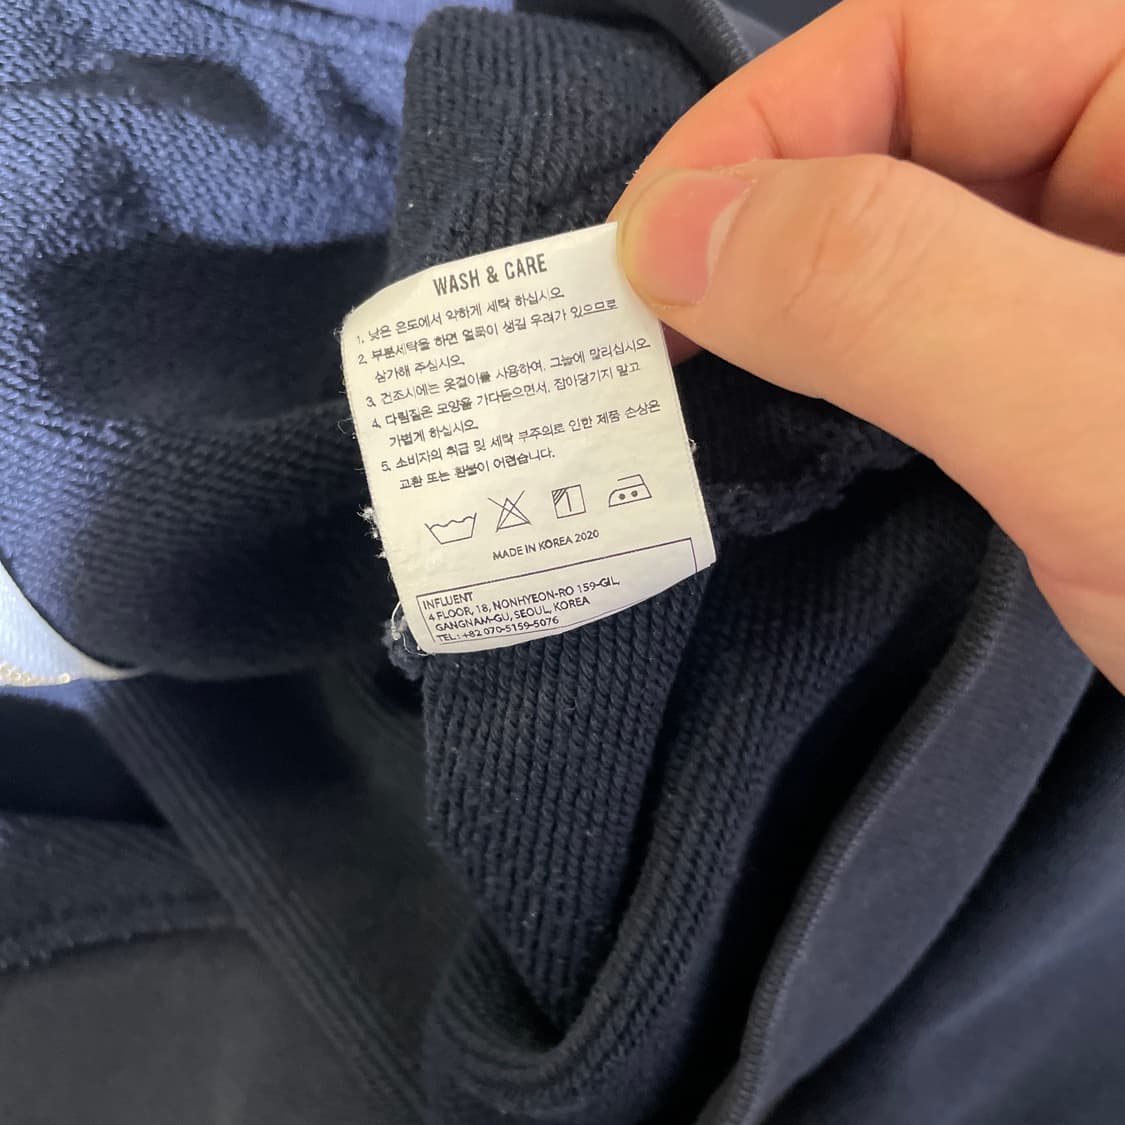 WASH & CARE
1. 낮은 온도에서 약하게 세탁 하십시오.
2. 부분세탁을 하면 얼룩이 생길 우려가 있으므로
삼가해 주십시오.
3. 건조시에는 옷걸이를 사용하여, 그늘에 말리십시오
4. 다림질은 모양을 가다듬으면서, 잡아당기지 말고
가볍게 하십시오.
5. 소비자의 취급 및 세탁 부주의로 인한 제품 손상은
교환 또는 환불이 어렵습니다.
MADE IN KOREA 2020
INFLUENT
4 FLOOR, 18, NONHYEON-RO 159-GIL,
GANGNAM-GU, SEOUL, KOREA
TEL : +82 070-5159-5076